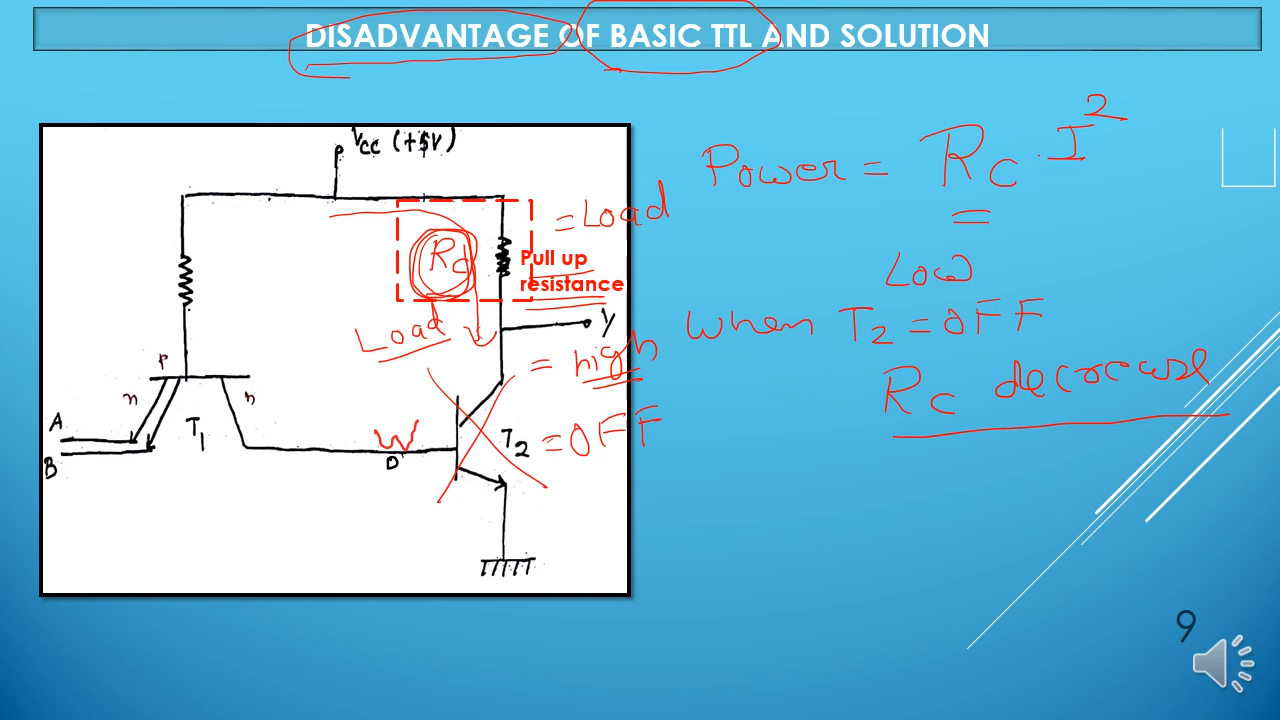 DISADVANTAGE OF BASIC TTL AND SOLUTION
VCC (+5V)
Power = RC · I²
= Load
RC
Pull up
resistance
=
Low
Load
Y
= high
when T2 = OFF
RC decrease
P
n
n
A
B
T1
D
T2
= OFF
9